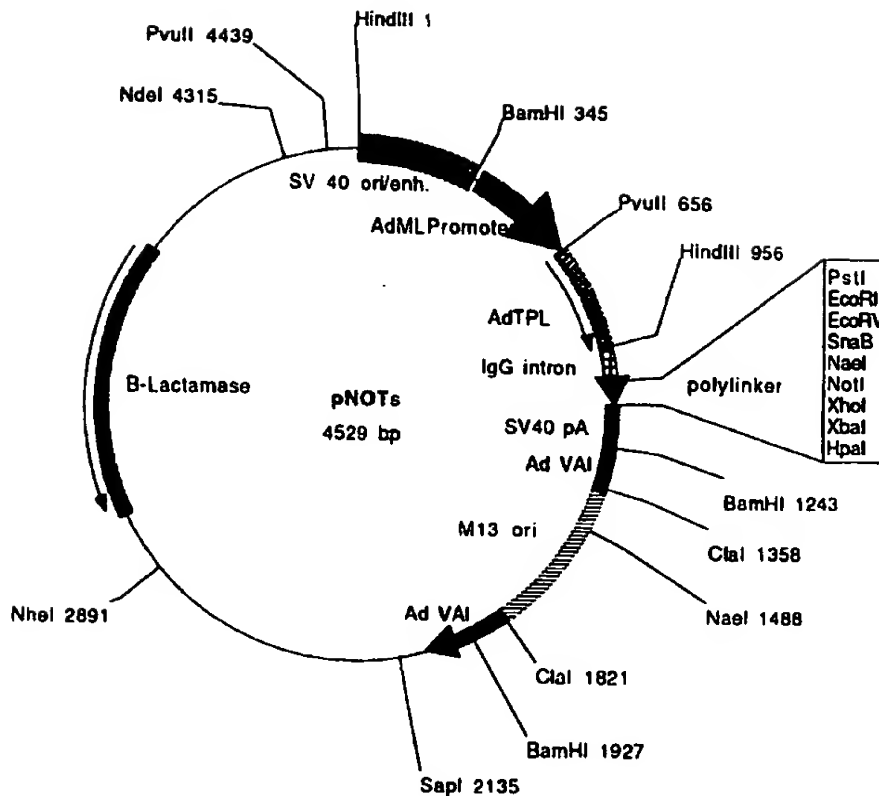 HindIII 1
PvuII 4439
NdeI 4315
BamHI 345
SV 40 ori/enh.
AdMLPromoter
PvuII 656
HindIII 956
AdTPL
IgG intron
polylinker
PstI
EcoRI
EcoRV
SnaB
NaeI
NotI
XhoI
XbaI
HpaI
B-Lactamase
pNOTs
4529 bp
SV40 pA
Ad VAI
BamHI 1243
M13 ori
ClaI 1358
NaeI 1488
NheI 2891
Ad VAI
ClaI 1821
BamHI 1927
SapI 2135